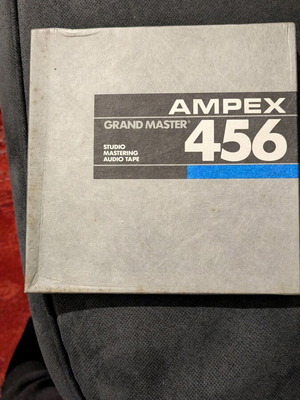 AMPEX
GRAND MASTER®
456
STUDIO
MASTERING
AUDIO TAPE